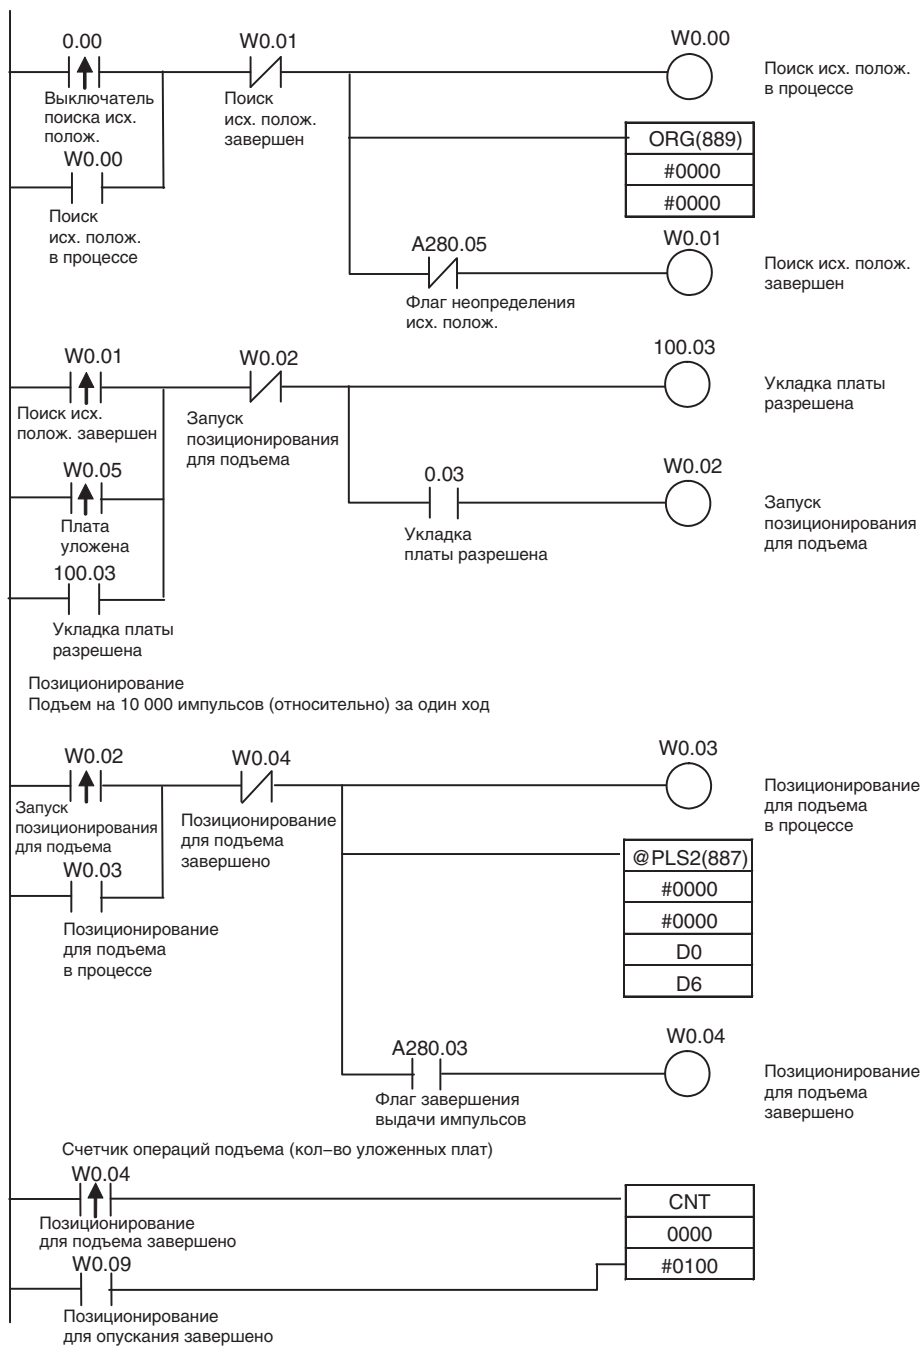 0.00
W0.01
W0.00
Выключатель
поиска исх.
полож.
Поиск
исх. полож.
завершен
Поиск исх. полож.
в процессе
W0.00
Поиск
исх. полож.
в процессе
ORG(889)
#0000
#0000
A280.05
W0.01
Флаг неопределения
исх. полож.
Поиск исх. полож.
завершен
W0.01
W0.02
100.03
Поиск исх.
полож. завершен
Запуск
позиционирования
для подъема
Укладка платы
разрешена
W0.05
Плата
уложена
0.03
W0.02
Укладка
платы разрешена
Запуск
позиционирования
для подъема
100.03
Укладка платы
разрешена
Позиционирование
Подъем на 10 000 импульсов (относительно) за один ход
W0.02
W0.04
W0.03
Запуск
позиционирования
для подъема
Позиционирование
для подъема
завершено
Позиционирование
для подъема
в процессе
W0.03
Позиционирование
для подъема
в процессе
@PLS2(887)
#0000
#0000
D0
D6
A280.03
W0.04
Флаг завершения
выдачи импульсов
Позиционирование
для подъема
завершено
Счетчик операций подъема (кол−во уложенных плат)
W0.04
Позиционирование
для подъема завершено
CNT
0000
#0100
W0.09
Позиционирование
для опускания завершено